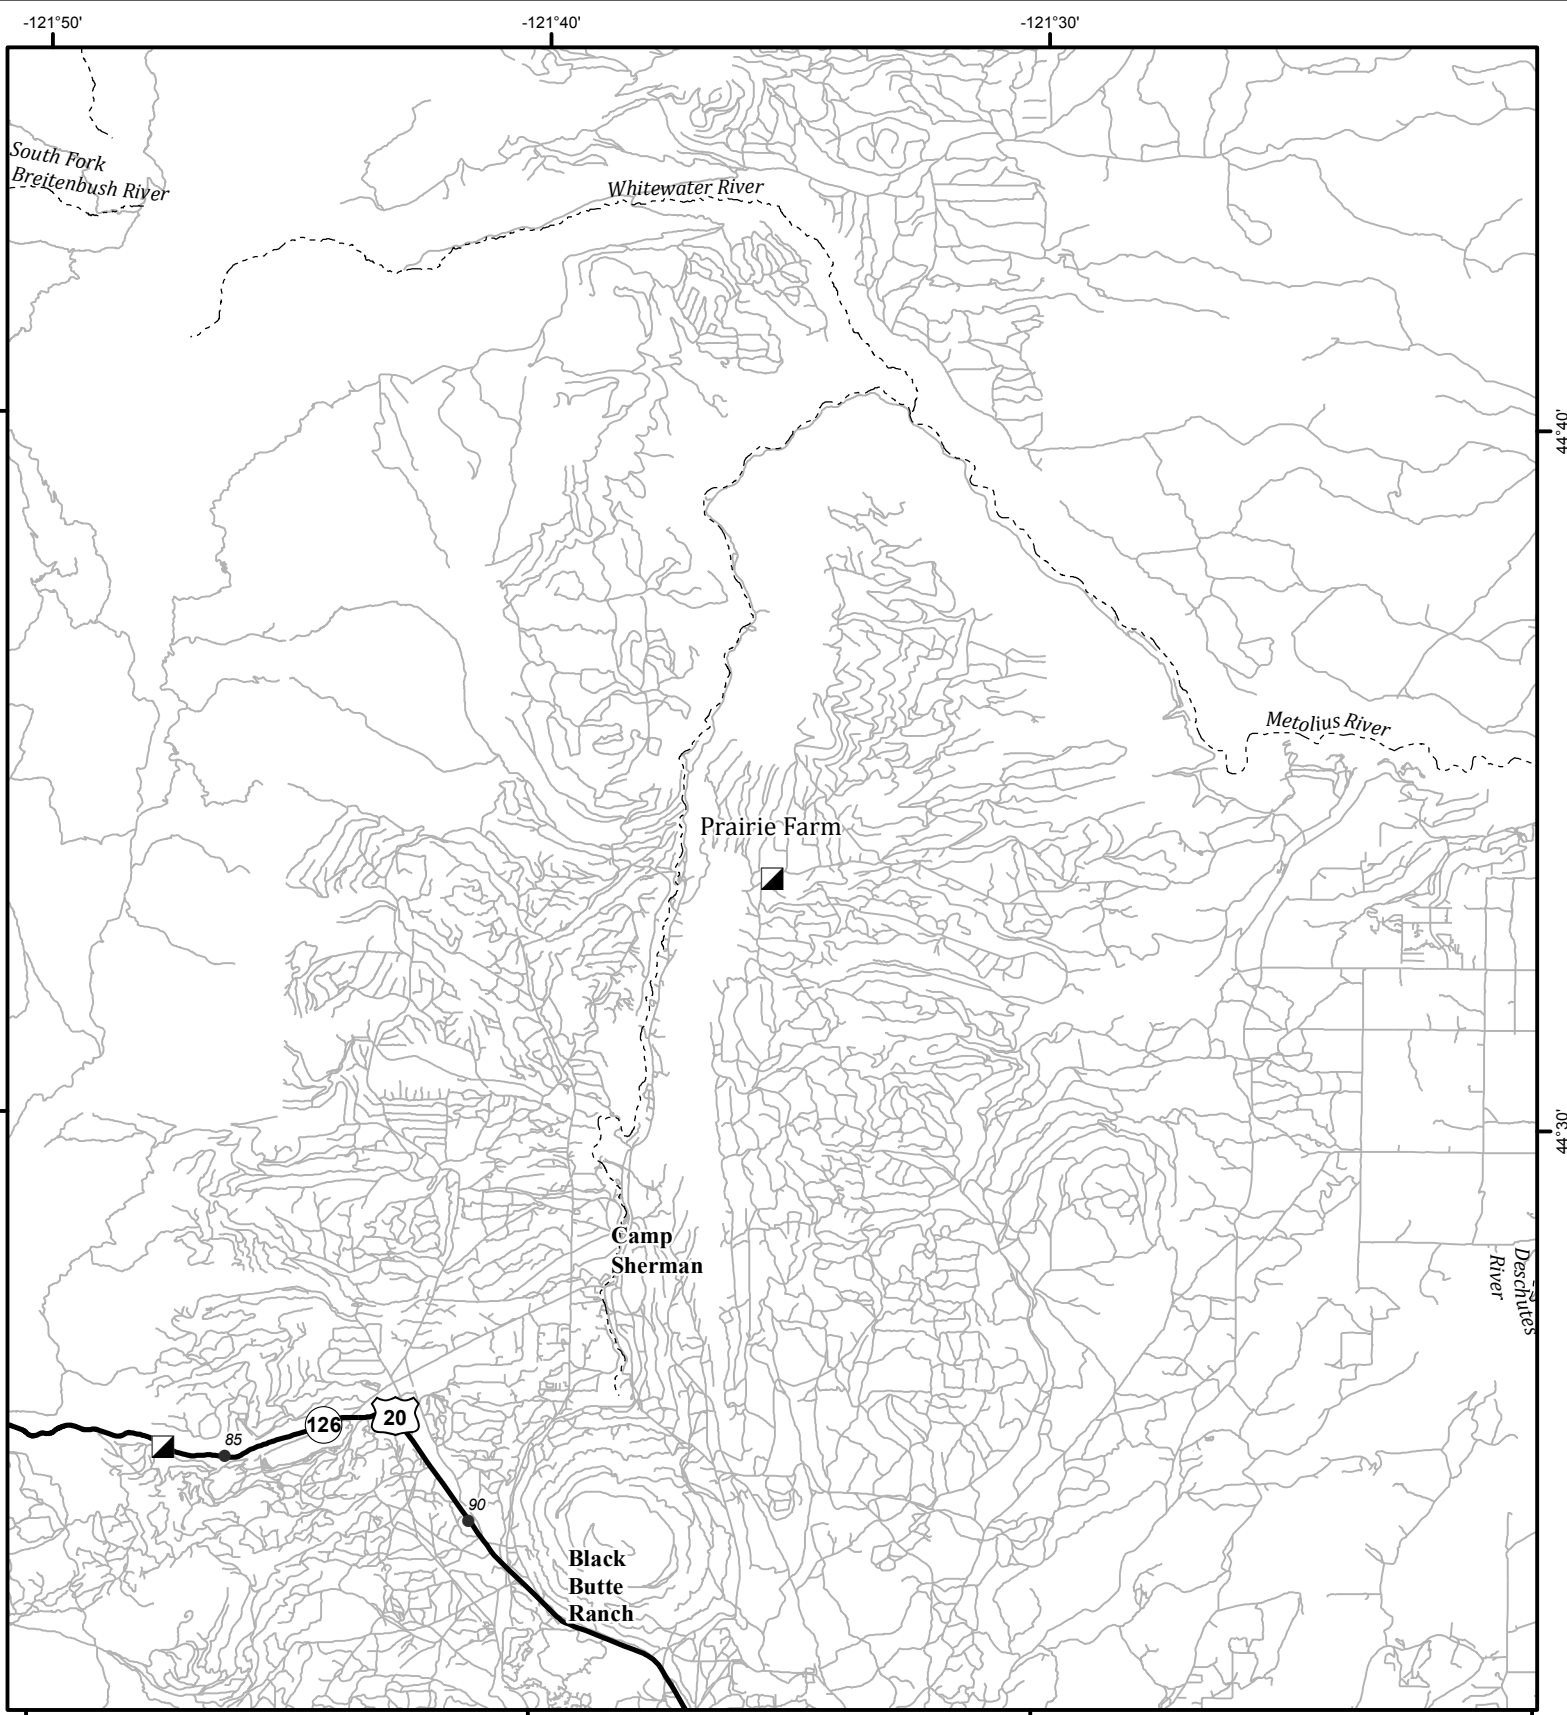 -121°50'
-121°40'
-121°30'
South Fork
Breitenbush River
Whitewater River
44°40'
Metolius River
Prairie Farm
44°30'
Camp
Sherman
Deschutes
River
126
20
85
90
Black
Butte
Ranch